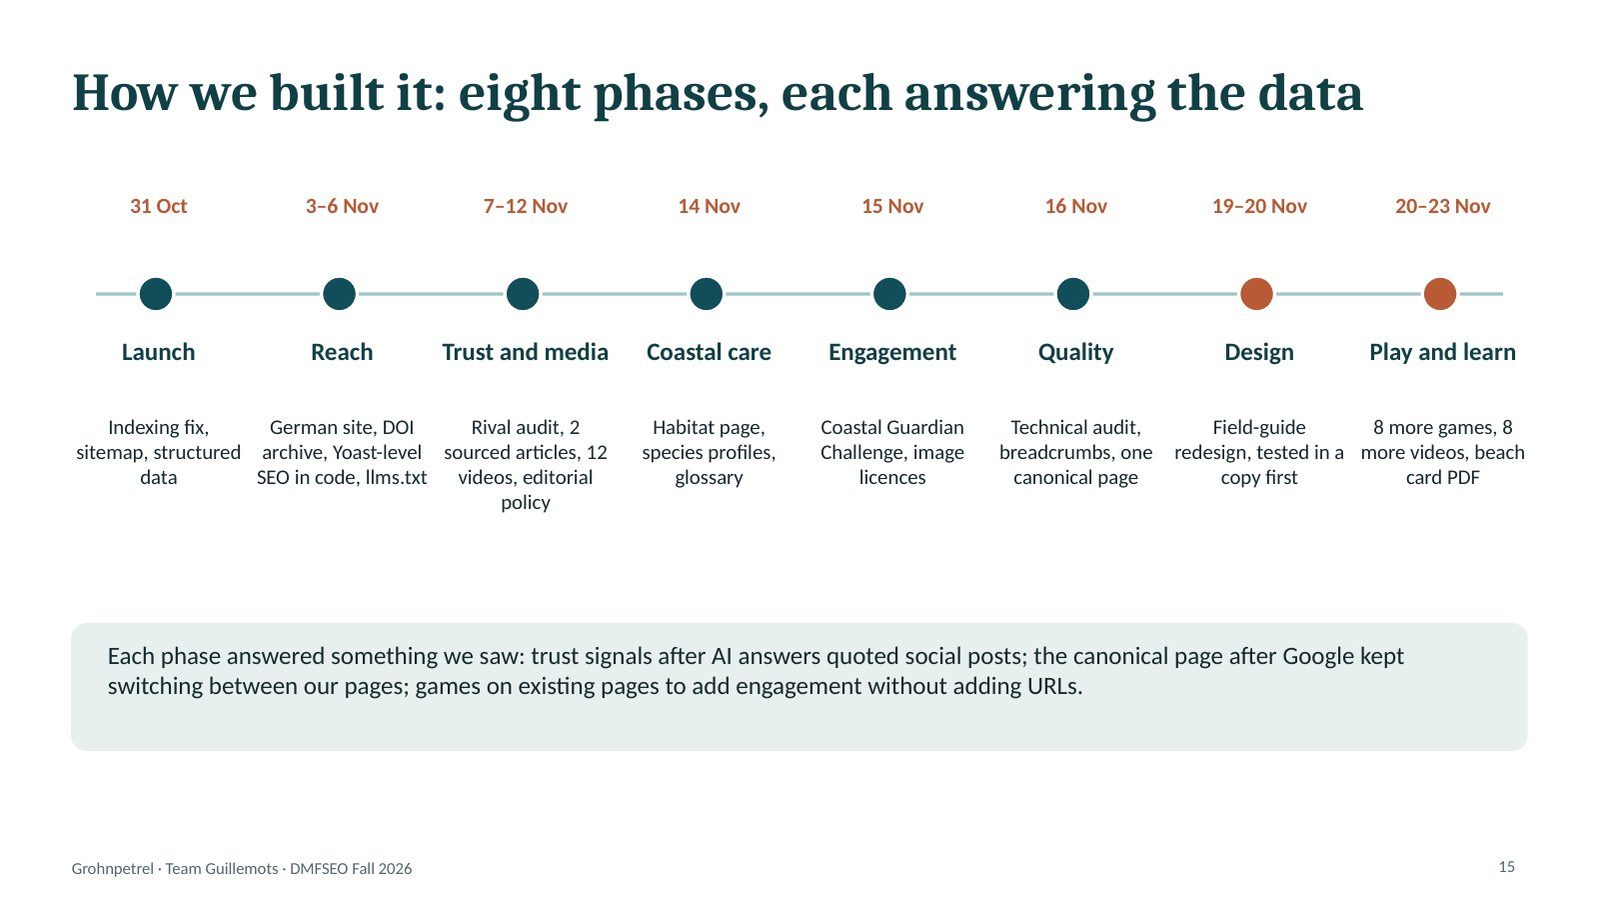 How we built it: eight phases, each answering the data
31 Oct
3–6 Nov
7–12 Nov
14 Nov
15 Nov
16 Nov
19–20 Nov
20–23 Nov
Launch
Reach
Trust and media
Coastal care
Engagement
Quality
Design
Play and learn
Indexing fix,
sitemap, structured
data
German site, DOI
archive, Yoast-level
SEO in code, llms.txt
Rival audit, 2
sourced articles, 12
videos, editorial
policy
Habitat page,
species profiles,
glossary
Coastal Guardian
Challenge, image
licences
Technical audit,
breadcrumbs, one
canonical page
Field-guide
redesign, tested in a
copy first
8 more games, 8
more videos, beach
card PDF
Each phase answered something we saw: trust signals after AI answers quoted social posts; the canonical page after Google kept
switching between our pages; games on existing pages to add engagement without adding URLs.
Grohnpetrel · Team Guillemots · DMFSEO Fall 2026
15